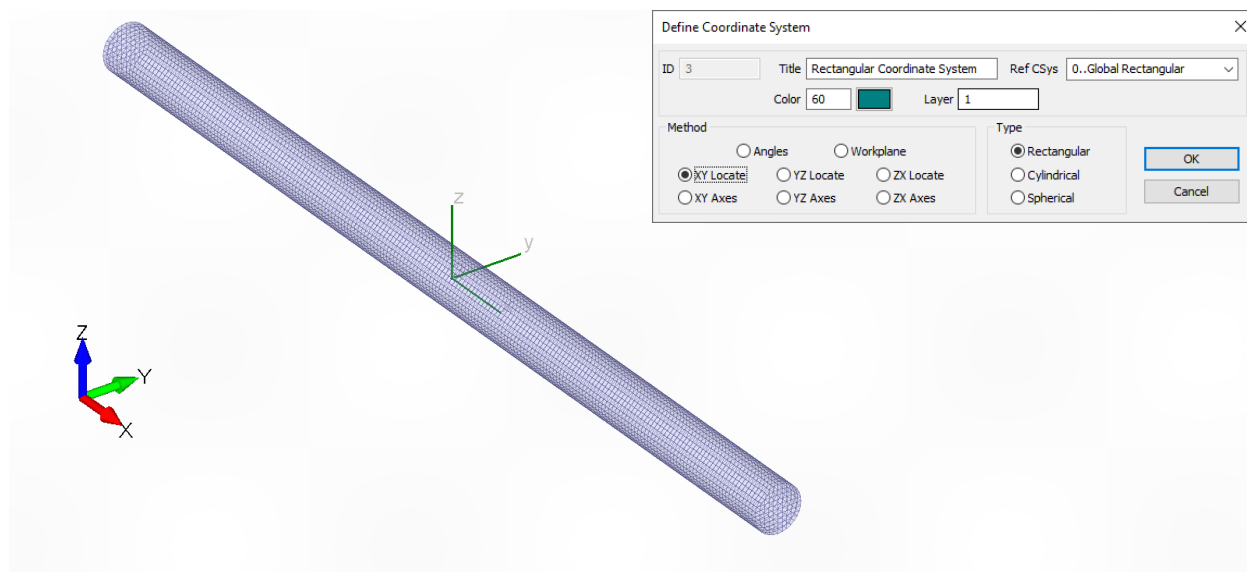 Define Coordinate System
ID 3 Title Rectangular Coordinate System Ref CSys 0..Global Rectangular
Color 60 Layer 1
Method Type
Angles Workplane Rectangular OK
XY Locate YZ Locate ZX Locate Cylindrical
XY Axes YZ Axes ZX Axes Spherical Cancel
z
y
Z
Y
X